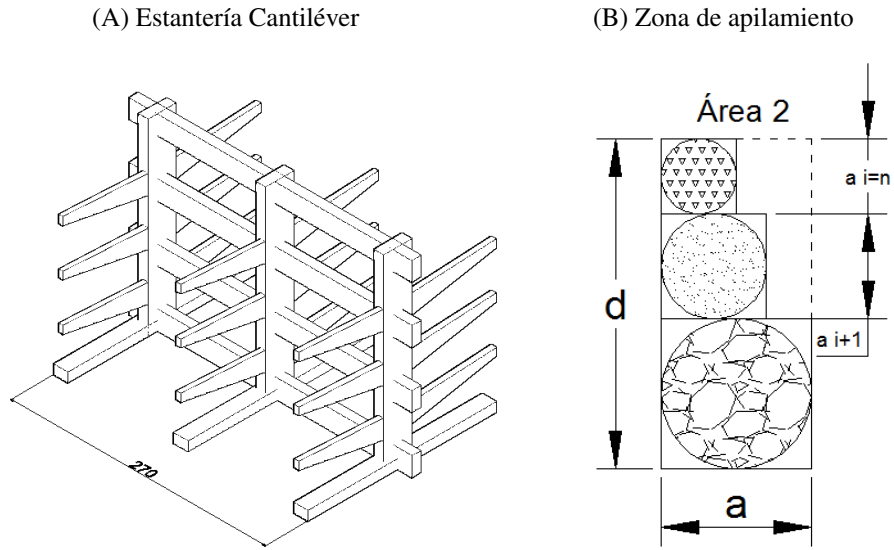 (A) Estantería Cantiléver
(B) Zona de apilamiento
270
Área 2
a i=n
d
a i+1
a